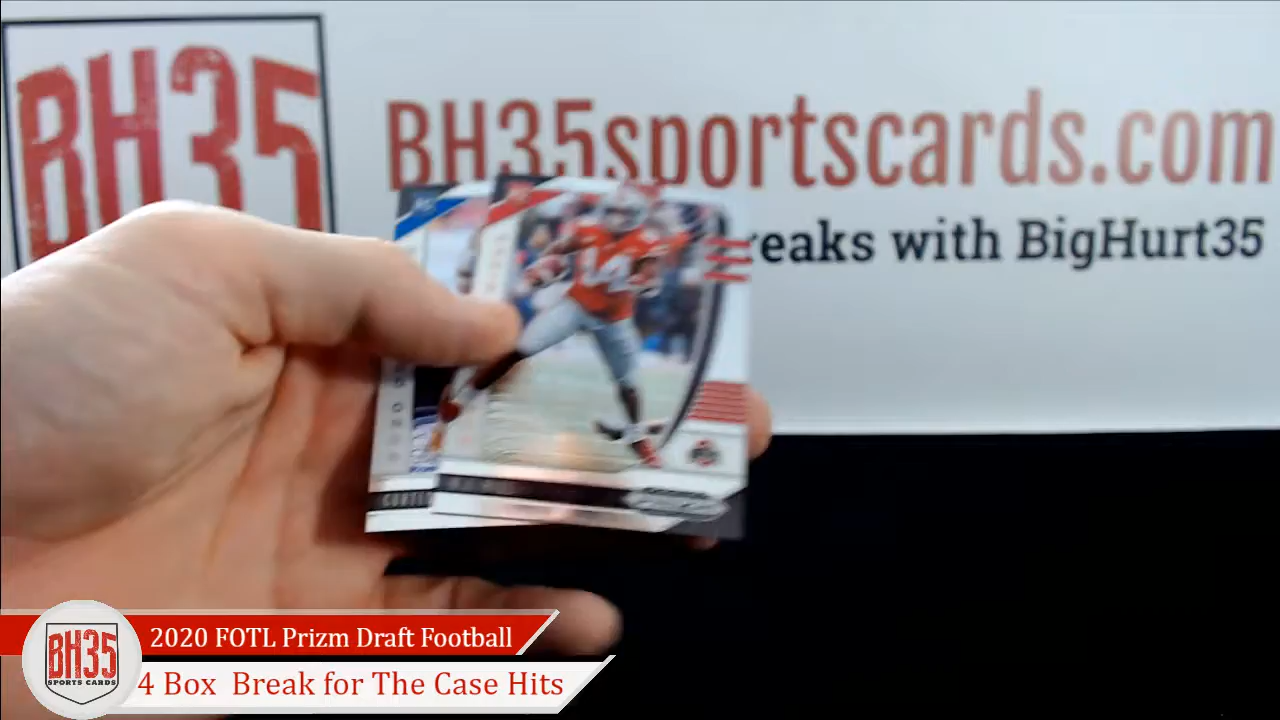 BH35
BH35sportscards.com
reaks with BigHurt35
14
BH35
SPORTS CARDS
2020 FOTL Prizm Draft Football
4 Box Break for The Case Hits